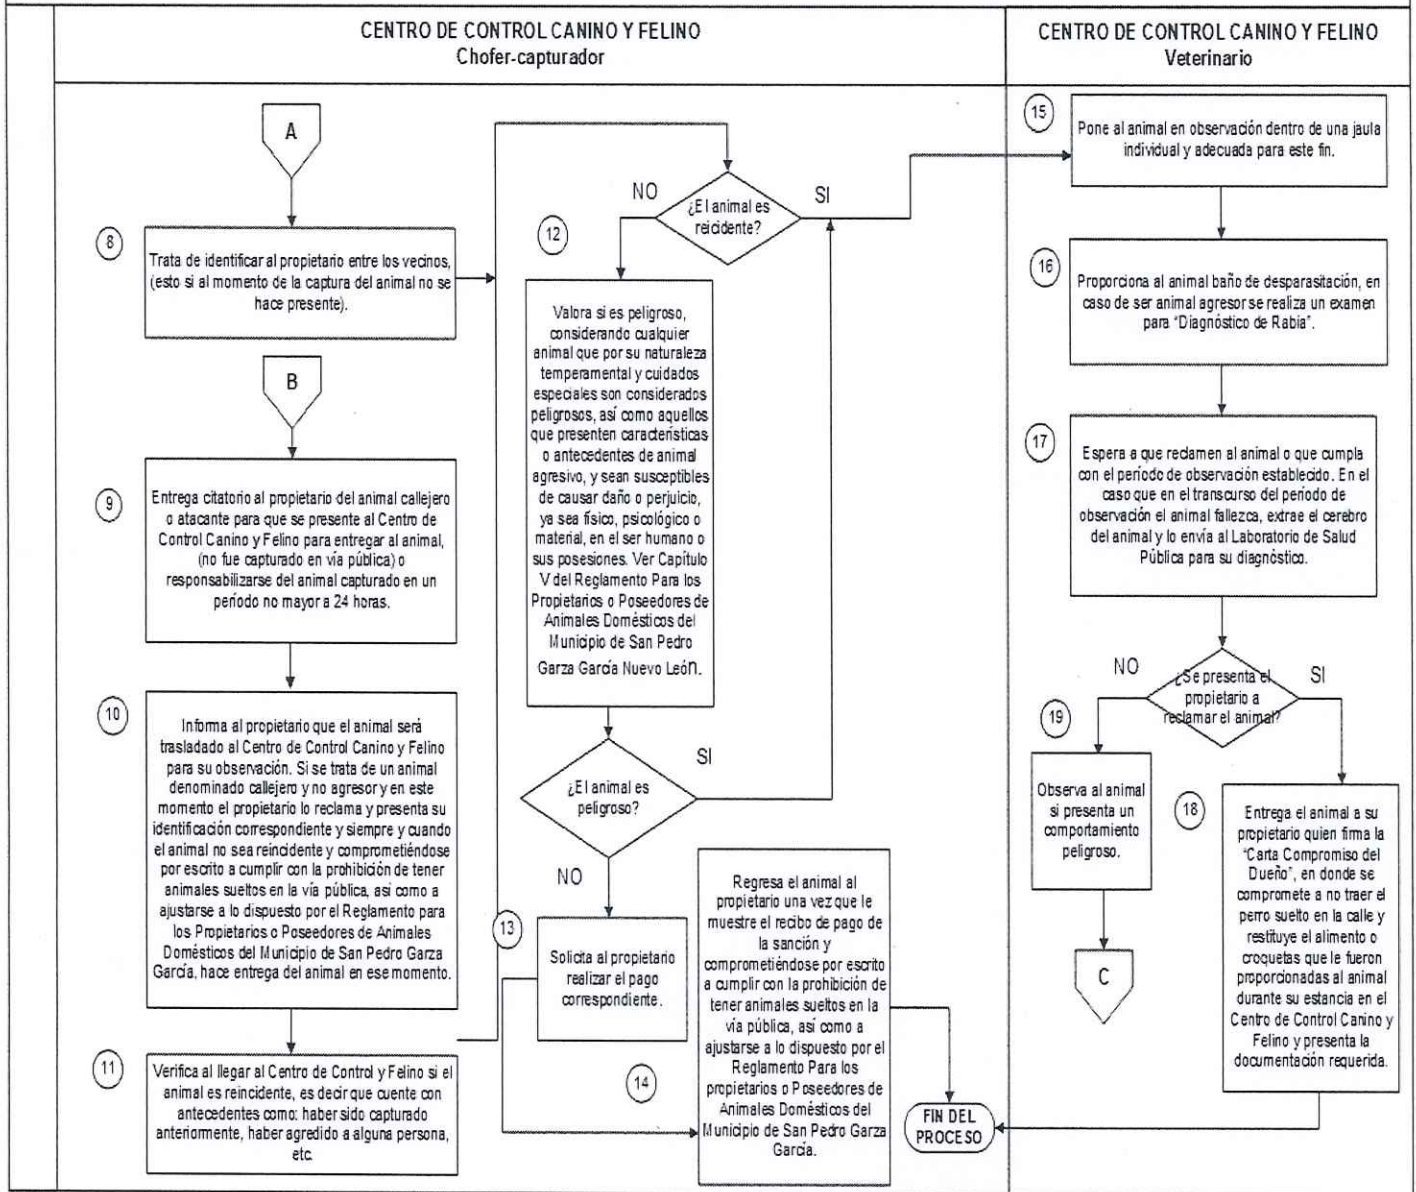 CENTRO DE CONTROL CANINO Y FELINO
Chofer-capturador
CENTRO DE CONTROL CANINO Y FELINO
Veterinario
A
8
Trata de identificar al propietario entre los vecinos,
(esto si al momento de la captura del animal no se
hace presente).
B
9
Entrega citatorio al propietario del animal callejero
o atacante para que se presente al Centro de
Control Canino y Felino para entregar al animal,
(no fue capturado en vía pública) o
responsabilizarse del animal capturado en un
período no mayor a 24 horas.
10
Informa al propietario que el animal será
trasladado al Centro de Control Canino y Felino
para su observación. Si se trata de un animal
denominado callejero y no agresor y en este
momento el propietario lo reclama y presenta su
identificación correspondiente y siempre y cuando
el animal no sea reincidente y comprometiéndose
por escrito a cumplir con la prohibición de tener
animales sueltos en la vía pública, así como a
ajustarse a lo dispuesto por el Reglamento para
los Propietarios o Poseedores de Animales
Domésticos del Municipio de San Pedro Garza
García, hace entrega del animal en ese momento.
11
Verifica al llegar al Centro de Control y Felino si el
animal es reincidente, es decir que cuente con
antecedentes como: haber sido capturado
anteriormente, haber agredido a alguna persona,
etc.
¿El animal es
reicidente?
NO
SI
12
Valora si es peligroso,
considerando cualquier
animal que por su naturaleza
temperamental y cuidados
especiales son considerados
peligrosos, así como aquellos
que presenten características
o antecedentes de animal
agresivo, y sean susceptibles
de causar daño o perjuicio,
ya sea físico, psicológico o
material, en el ser humano o
sus posesiones. Ver Capítulo
V del Reglamento Para los
Propietarios o Poseedores de
Animales Domésticos del
Municipio de San Pedro
Garza García Nuevo León.
¿El animal es
peligroso?
SI
NO
13
Solicita al propietario
realizar el pago
correspondiente.
14
Regresa el animal al
propietario una vez que le
muestre el recibo de pago de
la sanción y
comprometiéndose por escrito
a cumplir con la prohibición de
tener animales sueltos en la
vía pública, así como a
ajustarse a lo dispuesto por el
Reglamento Para los
propietarios o Poseedores de
Animales Domésticos del
Municipio de San Pedro Garza
García.
FIN DEL
PROCESO
15
Pone al animal en observación dentro de una jaula
individual y adecuada para este fin.
16
Proporciona al animal baño de desparasitación, en
caso de ser animal agresor se realiza un examen
para "Diagnóstico de Rabia".
17
Espera a que reclamen al animal o que cumpla
con el período de observación establecido. En el
caso que en el transcurso del período de
observación el animal fallezca, extrae el cerebro
del animal y lo envía al Laboratorio de Salud
Pública para su diagnóstico.
¿Se presenta el
propietario a
reclamar el animal?
NO
SI
19
Observa al animal
si presenta un
comportamiento
peligroso.
C
18
Entrega el animal a su
propietario quien firma la
"Carta Compromiso del
Dueño", en donde se
compromete a no traer el
perro suelto en la calle y
restituye el alimento o
croquetas que le fueron
proporcionadas al animal
durante su estancia en el
Centro de Control Canino y
Felino y presenta la
documentación requerida.